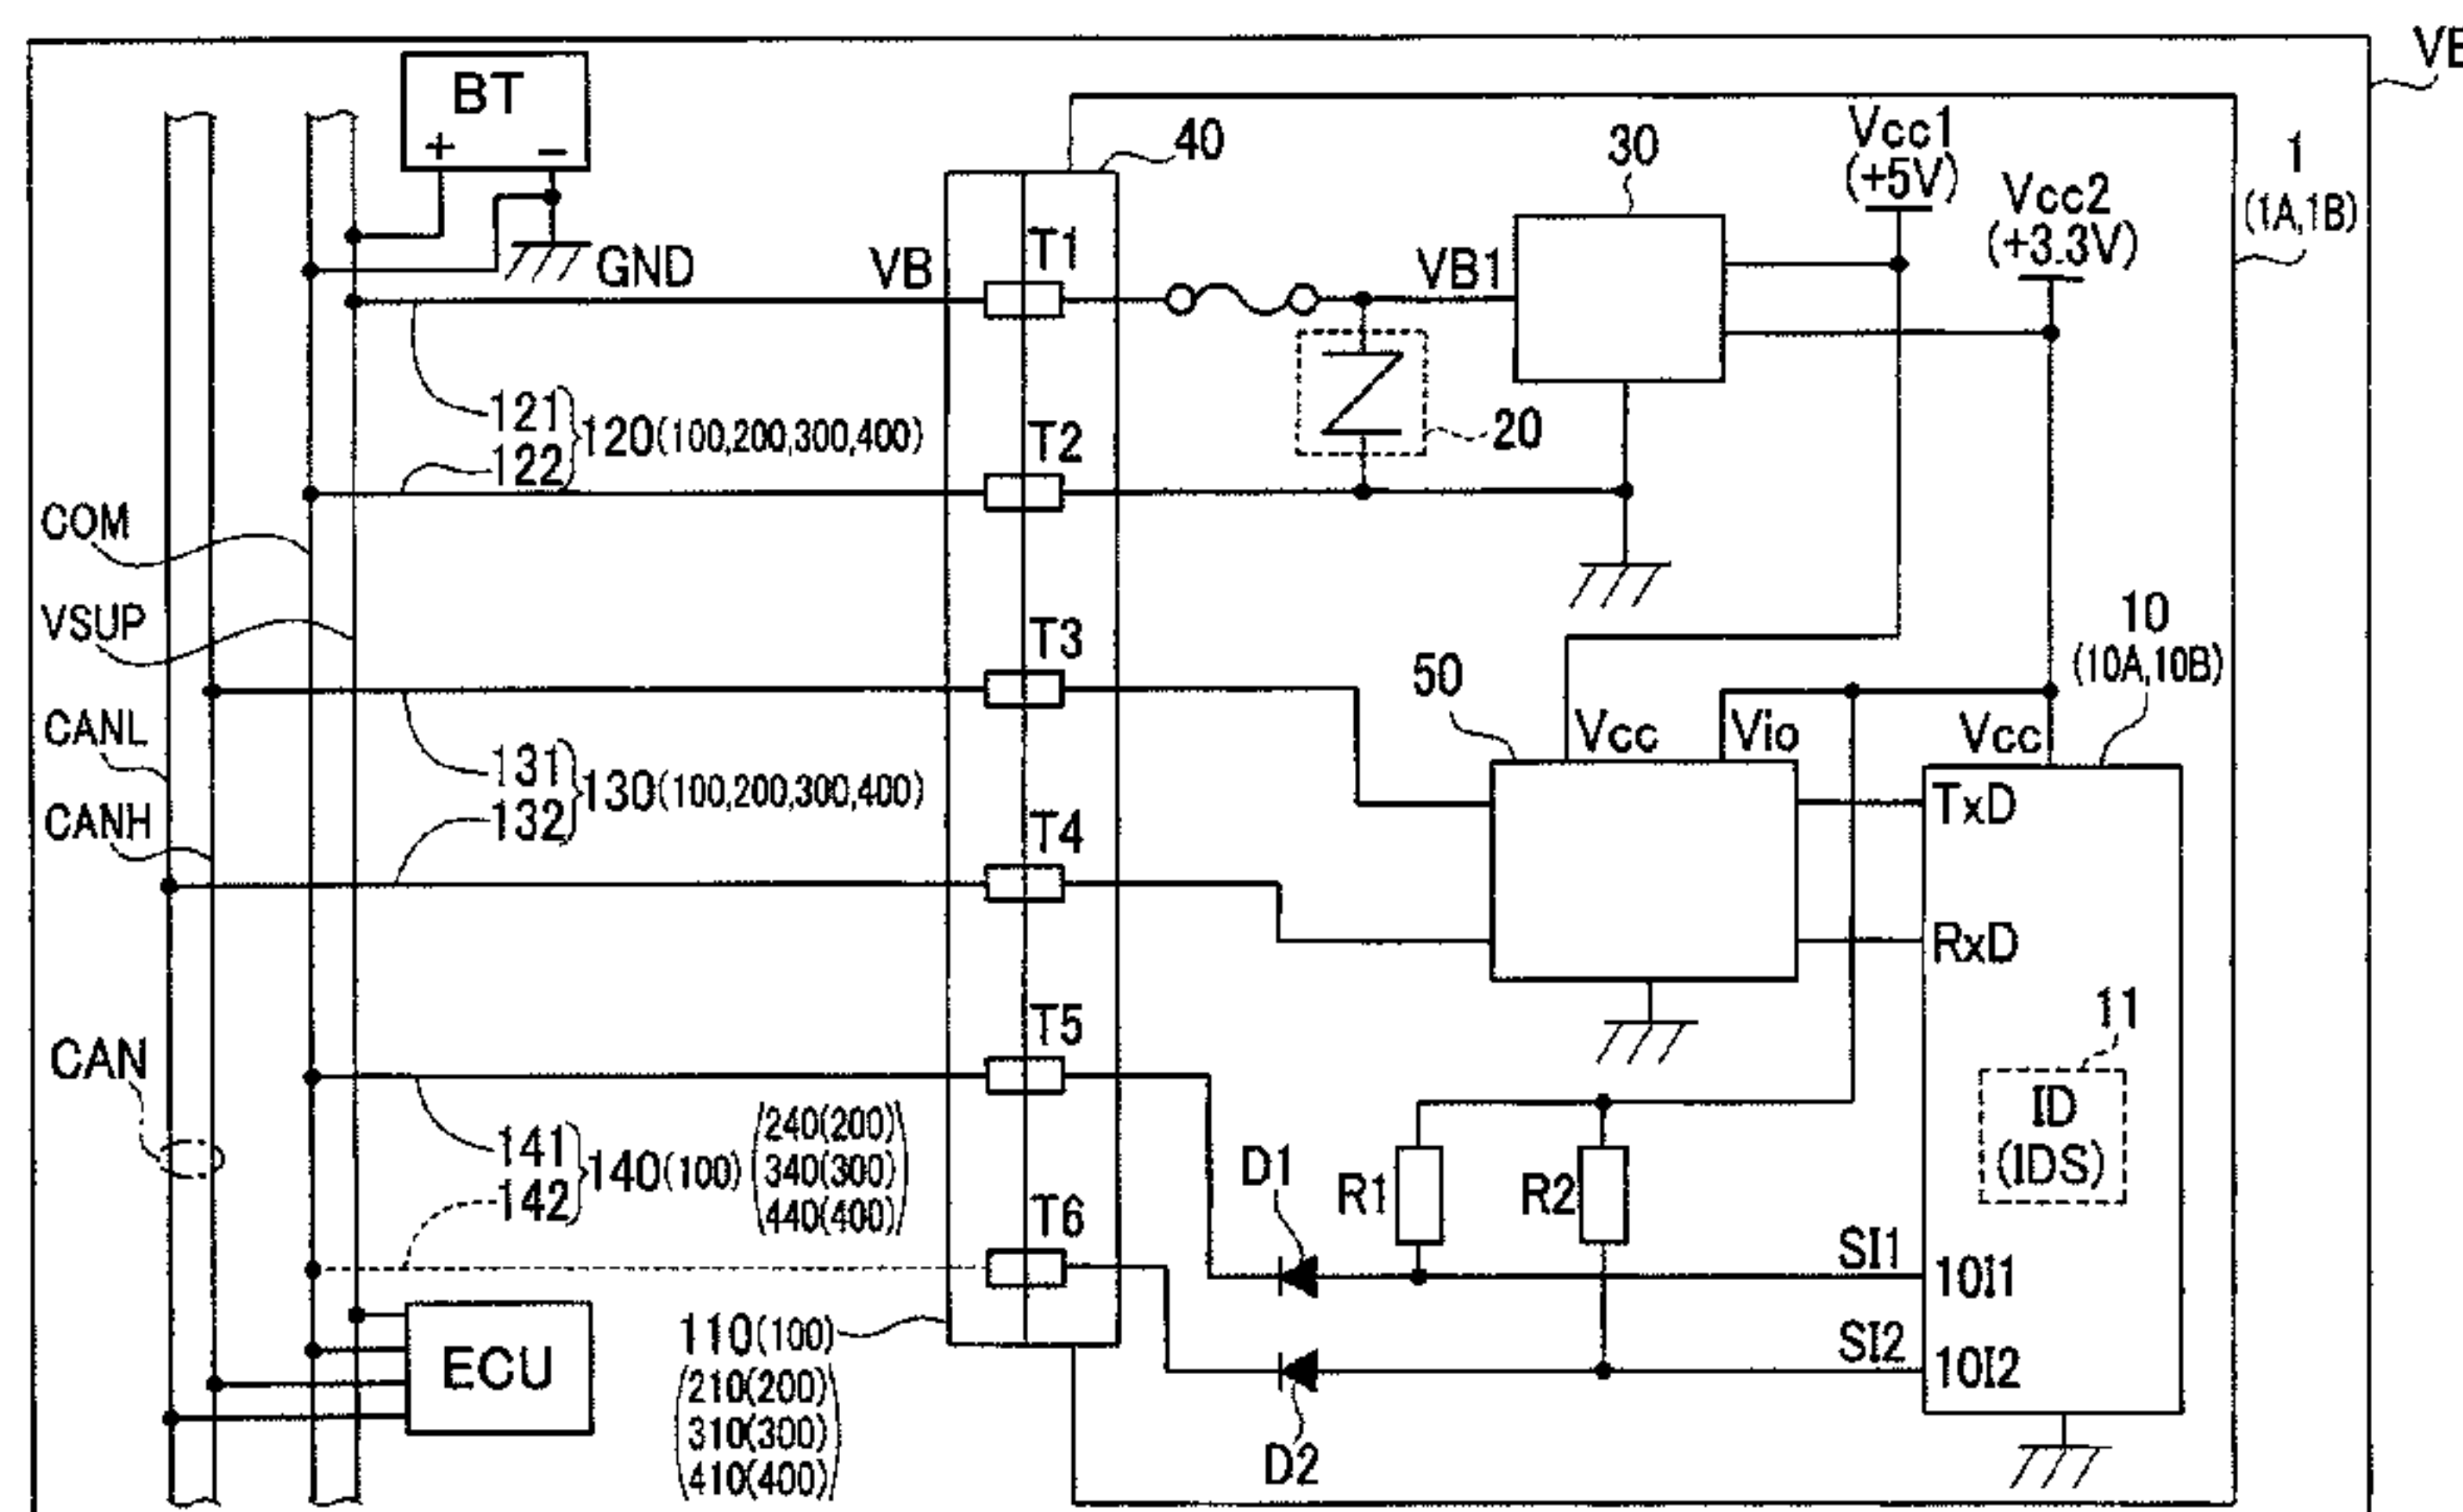 VE
BT
+ −
40
30
Vcc1
(+5V)
1
(1A,1B)
Vcc2
(+3.3V)
GND
VB
T1
VB1
121
122
120(100,200,300,400)
T2
20
COM
VSUP
T3
10
(10A,10B)
50
CANL
CANH
131
132
130(100,200,300,400)
Vcc
Vio
Vcc
TxD
T4
RxD
CAN
T5
11
ID
(IDS)
141
142
140(100)
240(200)
340(300)
440(400)
D1
R1
R2
T6
SI1
10I1
110(100)
210(200)
310(300)
410(400)
ECU
SI2
10I2
D2